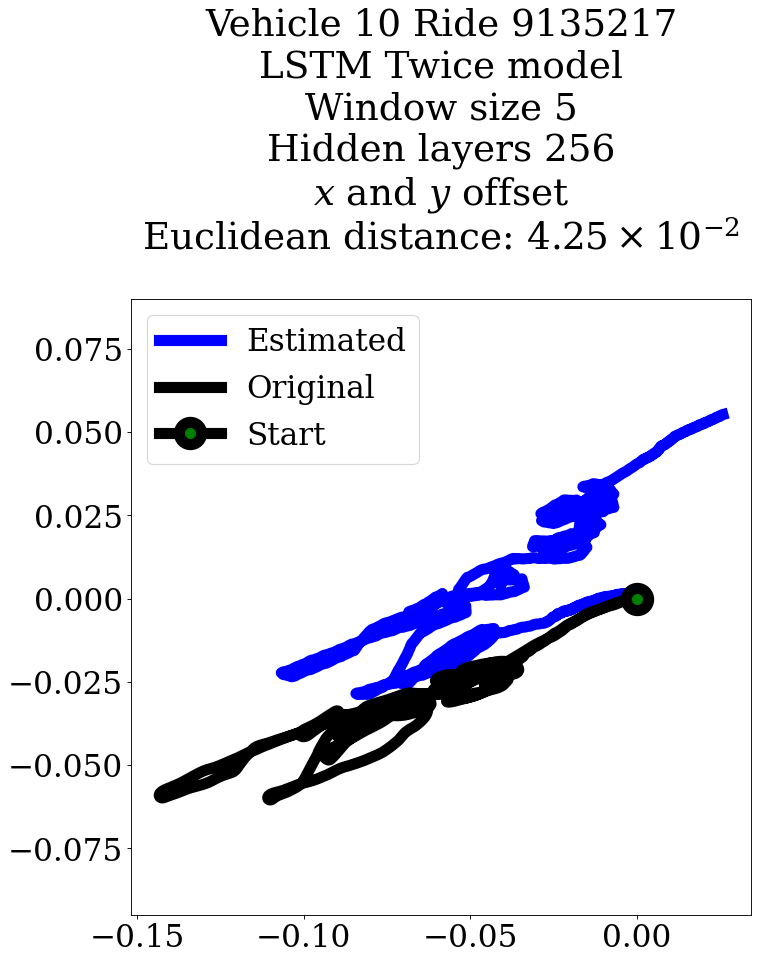 Vehicle 10 Ride 9135217
LSTM Twice model
Window size 5
Hidden layers 256
x and y offset
Euclidean distance: 4.25 × 10⁻²
Estimated
Original
Start
0.075
0.050
0.025
0.000
−0.025
−0.050
−0.075
−0.15
−0.10
−0.05
0.00